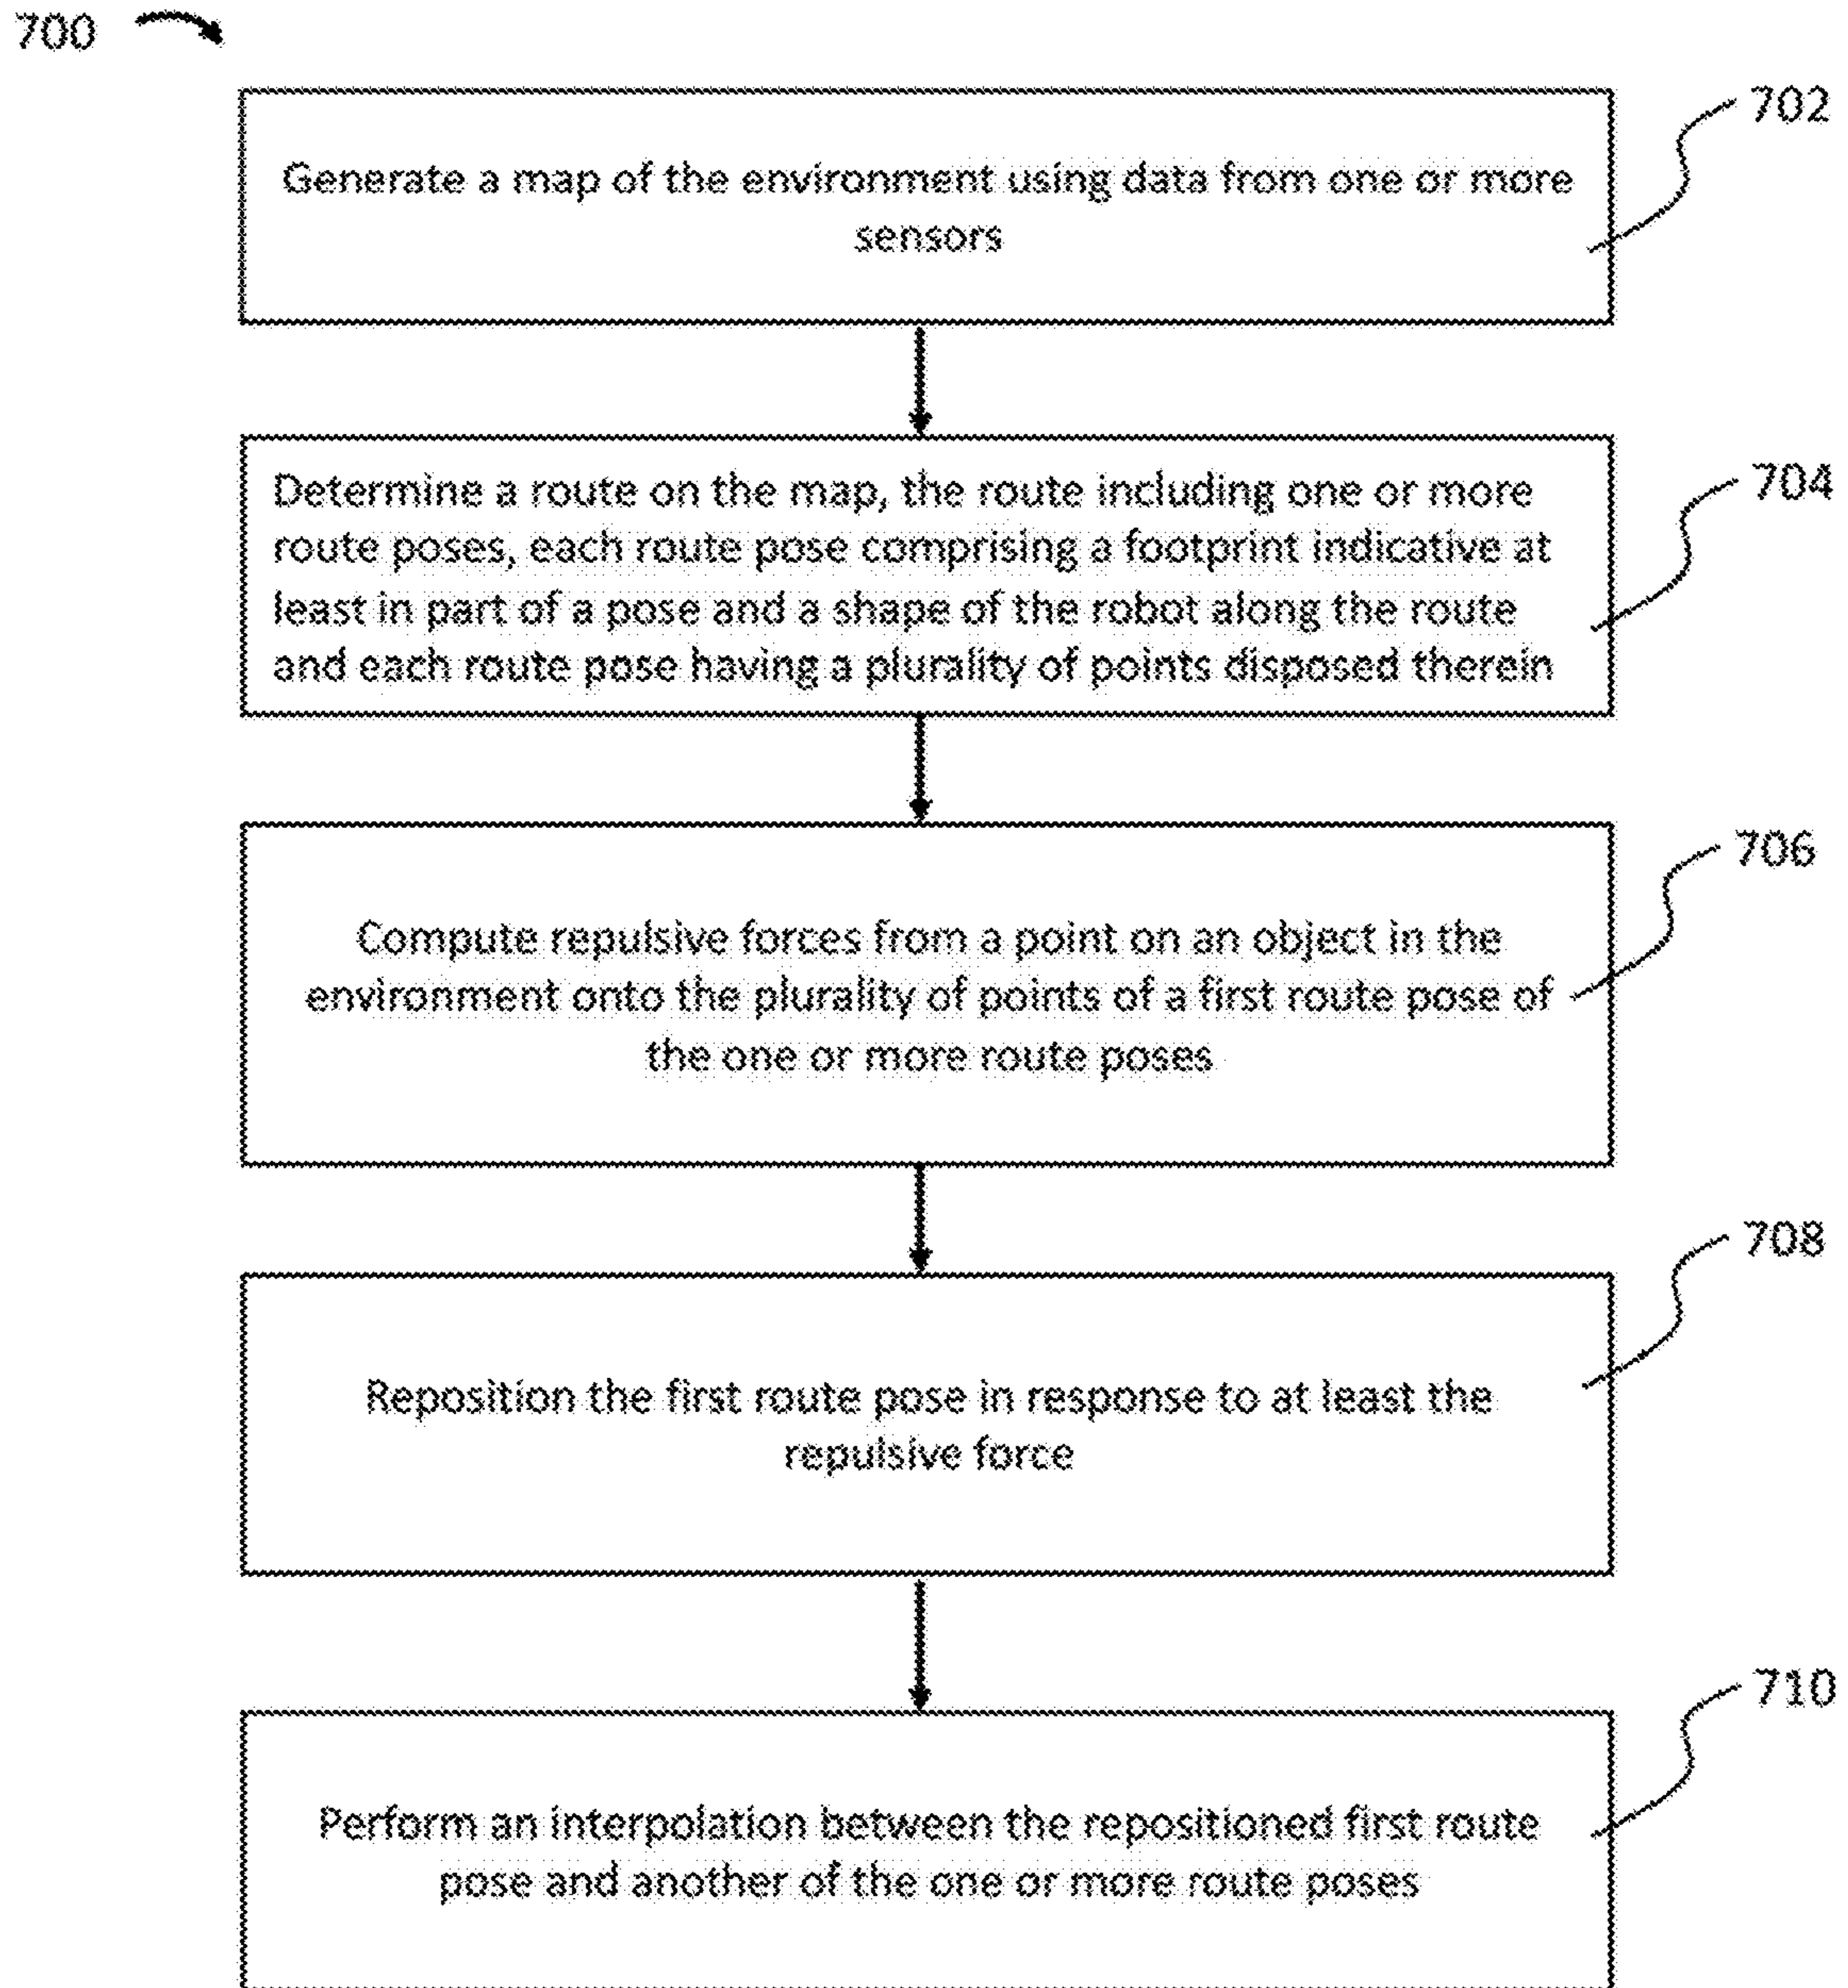 700
702
Generate a map of the environment using data from one or more
sensors
704
Determine a route on the map, the route including one or more
route poses, each route pose comprising a footprint indicative at
least in part of a pose and a shape of the robot along the route
and each route pose having a plurality of points disposed therein
706
Compute repulsive forces from a point on an object in the
environment onto the plurality of points of a first route pose of
the one or more route poses
708
Reposition the first route pose in response to at least the
repulsive force
710
Perform an interpolation between the repositioned first route
pose and another of the one or more route poses